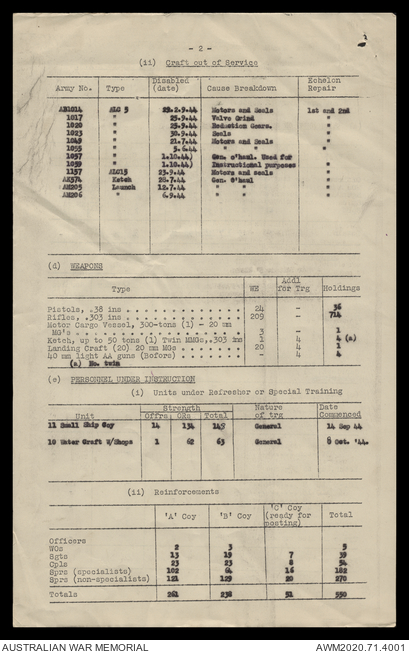 - 2 -
(ii) Craft out of Service
Army No. Type Disabled (date) Cause Breakdown Echelon Repair
AB1014 ALC 5 22.2.9.44 Motors and Seals 1st and 2nd
1017 " 25.9.44 Valve Grind "
1020 " 25.9.44 Reduction Gears. "
1023 " 30.9.44 Seals "
1049 " 21.7.44 Motors and Seals "
1055 " 5.6.44 " " "
1057 " 1.10.44) Gen. o'haul. Used for
1059 " 1.10.44) Instructional purposes "
1137 ALC15 23.9.44 Motors and seals "
AK374 Ketch 28.7.44 Gen. O'haul "
AM205 Launch 12.7.44 " " "
AM206 " 6.9.44 " " "
(d) WEAPONS
Type WE Addl for Trg Holdings
Pistols, .38 ins 24 - 36
Rifles, .303 ins 209 - 714
Motor Cargo Vessel, 300-tons (1) - 20 mm
MG's 3 - 1
Ketch, up to 50 tons (1) Twin MMGs,.303 ins 1 4 4 (a)
Landing Craft (20) 20 mm MGs 20 4 1
40 mm light AA guns (Bofors) - 4 4
(a) No. twin
(e) PERSONNEL UNDER INSTRUCTION
(i) Units under Refresher or Special Training
Unit Strength Nature of trg Date Commenced
Offrs ORs Total
11 Small Ship Coy 14 134 149 General 14 Sep 44
10 Water Craft W/Shops 1 62 63 General 8 Oct. '44.
(ii) Reinforcements
'A' Coy 'B' Coy 'C' Coy (ready for posting) Total
Officers
WOs 2 3 5
Sgts 13 19 7 39
Cpls 23 23 8 54
Sprs (specialists) 102 64 16 182
Sprs (non-specialists) 121 129 20 270
Totals 261 238 51 550
AUSTRALIAN WAR MEMORIAL
AWM2020.71.4001